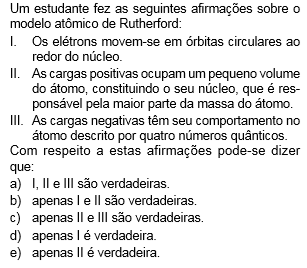 Um estudante fez as seguintes afirmações sobre o
modelo atômico de Rutherford:
I. Os elétrons movem-se em órbitas circulares ao
redor do núcleo.
II. As cargas positivas ocupam um pequeno volume
do átomo, constituindo o seu núcleo, que é res-
ponsável pela maior parte da massa do átomo.
III. As cargas negativas têm seu comportamento no
átomo descrito por quatro números quânticos.
Com respeito a estas afirmações pode-se dizer
que:
a) I, II e III são verdadeiras.
b) apenas I e II são verdadeiras.
c) apenas II e III são verdadeiras.
d) apenas I é verdadeira.
e) apenas II é verdadeira.